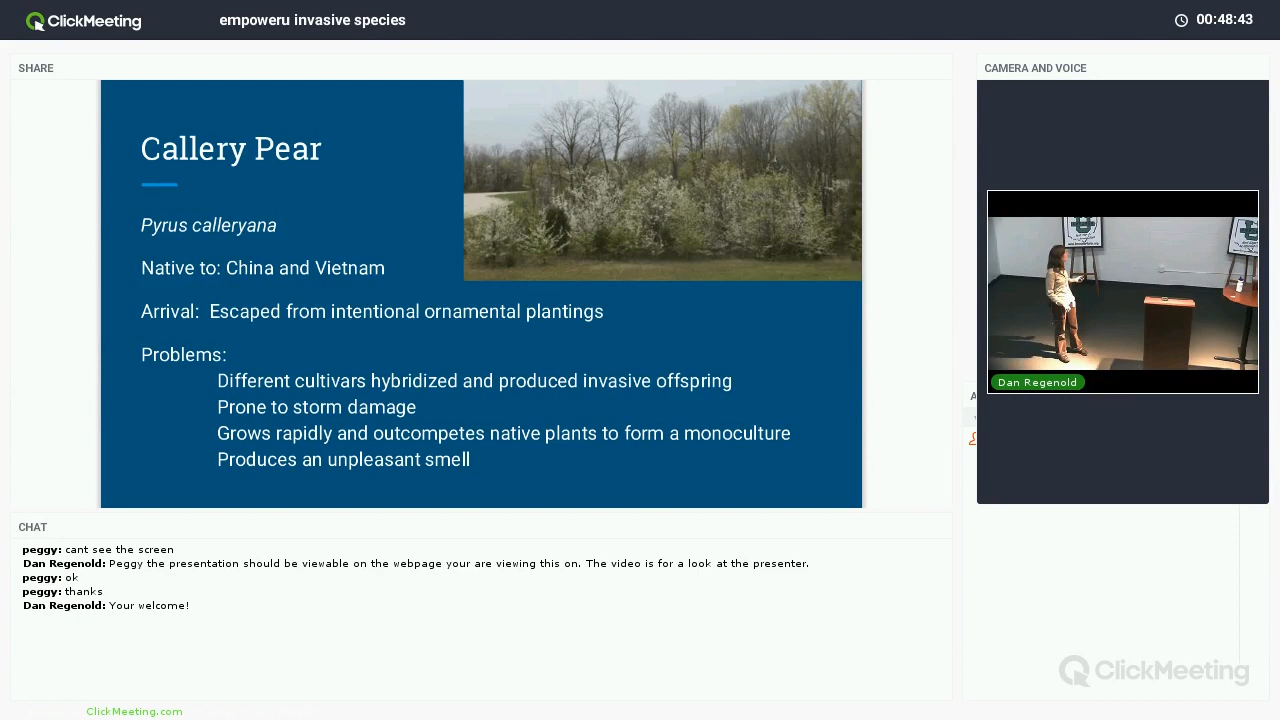 ClickMeeting
empoweru invasive species
00:48:43
SHARE
Callery Pear
Pyrus calleryana
Native to: China and Vietnam
Arrival:  Escaped from intentional ornamental plantings
Problems:
Different cultivars hybridized and produced invasive offspring
Prone to storm damage
Grows rapidly and outcompetes native plants to form a monoculture
Produces an unpleasant smell
CAMERA AND VOICE
Dan Regenold
CHAT
peggy: cant see the screen
Dan Regenold: Peggy the presentation should be viewable on the webpage your are viewing this on. The video is for a look at the presenter.
peggy: ok
peggy: thanks
Dan Regenold: Your welcome!
ClickMeeting
ClickMeeting.com